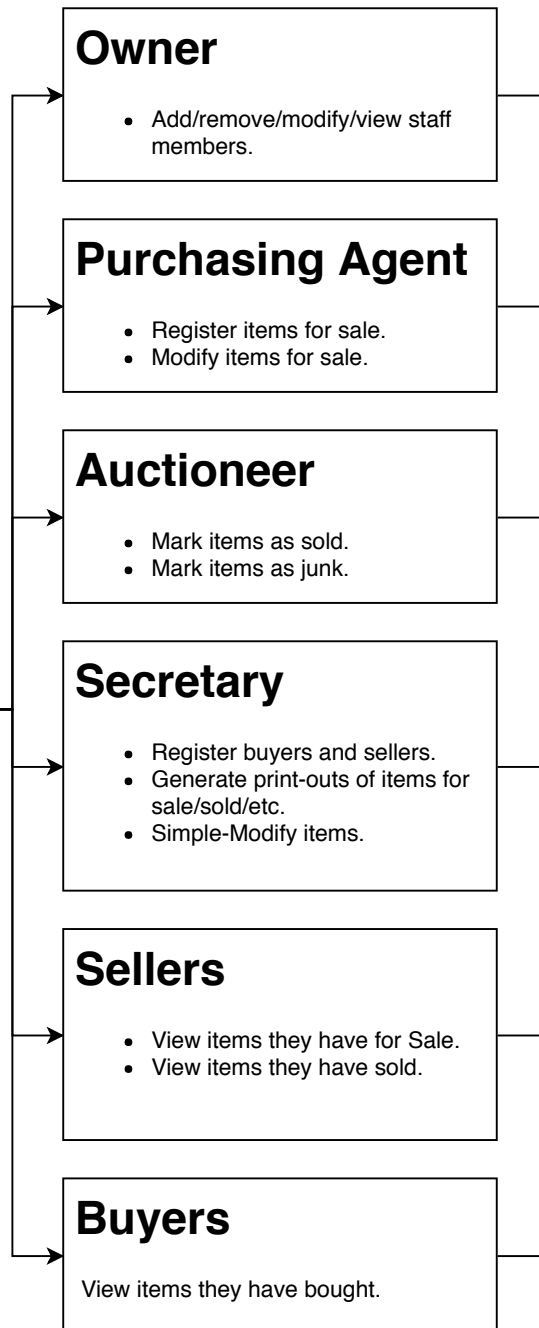 Owner
• Add/remove/modify/view staff
members.
Purchasing Agent
• Register items for sale.
• Modify items for sale.
Auctioneer
• Mark items as sold.
• Mark items as junk.
Secretary
• Register buyers and sellers.
• Generate print-outs of items for
sale/sold/etc.
• Simple-Modify items.
Sellers
• View items they have for Sale.
• View items they have sold.
Buyers
View items they have bought.